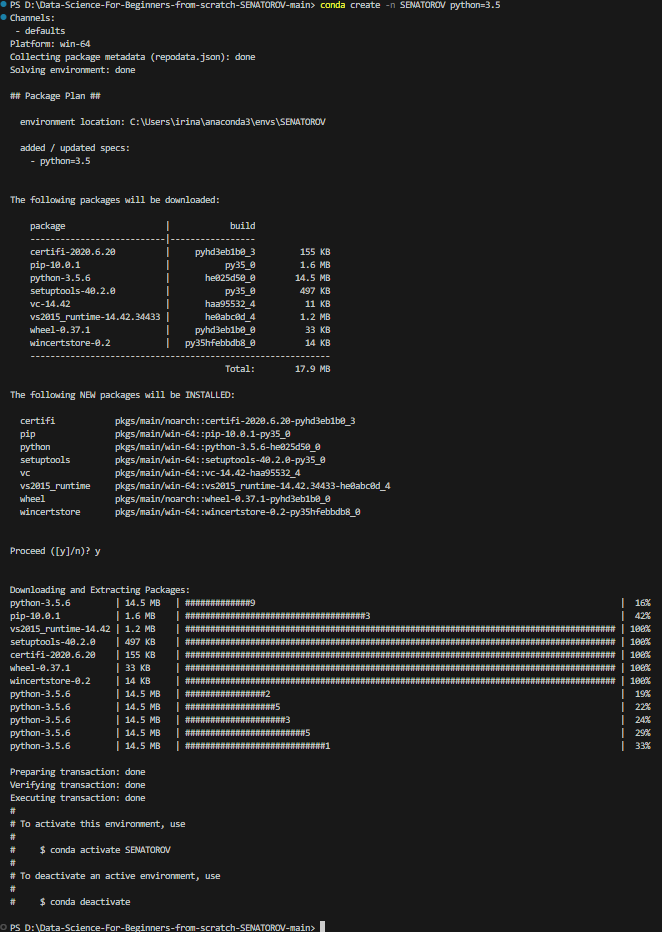 PS D:\Data-Science-For-Beginners-from-scratch-SENATOROV-main> conda create -n SENATOROV python=3.5
Channels:
- defaults
Platform: win-64
Collecting package metadata (repodata.json): done
Solving environment: done
## Package Plan ##
environment location: C:\Users\irina\anaconda3\envs\SENATOROV
added / updated specs:
- python=3.5
The following packages will be downloaded:
package | build
---------------------------|-----------------
certifi-2020.6.20 | pyhd3eb1b0_3 155 KB
pip-10.0.1 | py35_0 1.6 MB
python-3.5.6 | he025d50_0 14.5 MB
setuptools-40.2.0 | py35_0 497 KB
vc-14.42 | haa95532_4 11 KB
vs2015_runtime-14.42.34433 | he0abc0d_4 1.2 MB
wheel-0.37.1 | pyhd3eb1b0_0 33 KB
wincertstore-0.2 | py35hfebbdb8_0 14 KB
------------------------------------------------------------
Total: 17.9 MB
The following NEW packages will be INSTALLED:
certifi pkgs/main/noarch::certifi-2020.6.20-pyhd3eb1b0_3
pip pkgs/main/win-64::pip-10.0.1-py35_0
python pkgs/main/win-64::python-3.5.6-he025d50_0
setuptools pkgs/main/win-64::setuptools-40.2.0-py35_0
vc pkgs/main/win-64::vc-14.42-haa95532_4
vs2015_runtime pkgs/main/win-64::vs2015_runtime-14.42.34433-he0abc0d_4
wheel pkgs/main/noarch::wheel-0.37.1-pyhd3eb1b0_0
wincertstore pkgs/main/win-64::wincertstore-0.2-py35hfebbdb8_0
Proceed ([y]/n)? y
Downloading and Extracting Packages:
python-3.5.6 | 14.5 MB | #############9 | 16%
pip-10.0.1 | 1.6 MB | ####################################3 | 42%
vs2015_runtime-14.42 | 1.2 MB | ###################################################################################### | 100%
setuptools-40.2.0 | 497 KB | ###################################################################################### | 100%
certifi-2020.6.20 | 155 KB | ###################################################################################### | 100%
wheel-0.37.1 | 33 KB | ###################################################################################### | 100%
wincertstore-0.2 | 14 KB | ###################################################################################### | 100%
python-3.5.6 | 14.5 MB | ################2 | 19%
python-3.5.6 | 14.5 MB | ##################5 | 22%
python-3.5.6 | 14.5 MB | ####################3 | 24%
python-3.5.6 | 14.5 MB | ########################5 | 29%
python-3.5.6 | 14.5 MB | ############################1 | 33%
Preparing transaction: done
Verifying transaction: done
Executing transaction: done
#
# To activate this environment, use
#
# $ conda activate SENATOROV
#
# To deactivate an active environment, use
#
# $ conda deactivate
PS D:\Data-Science-For-Beginners-from-scratch-SENATOROV-main>